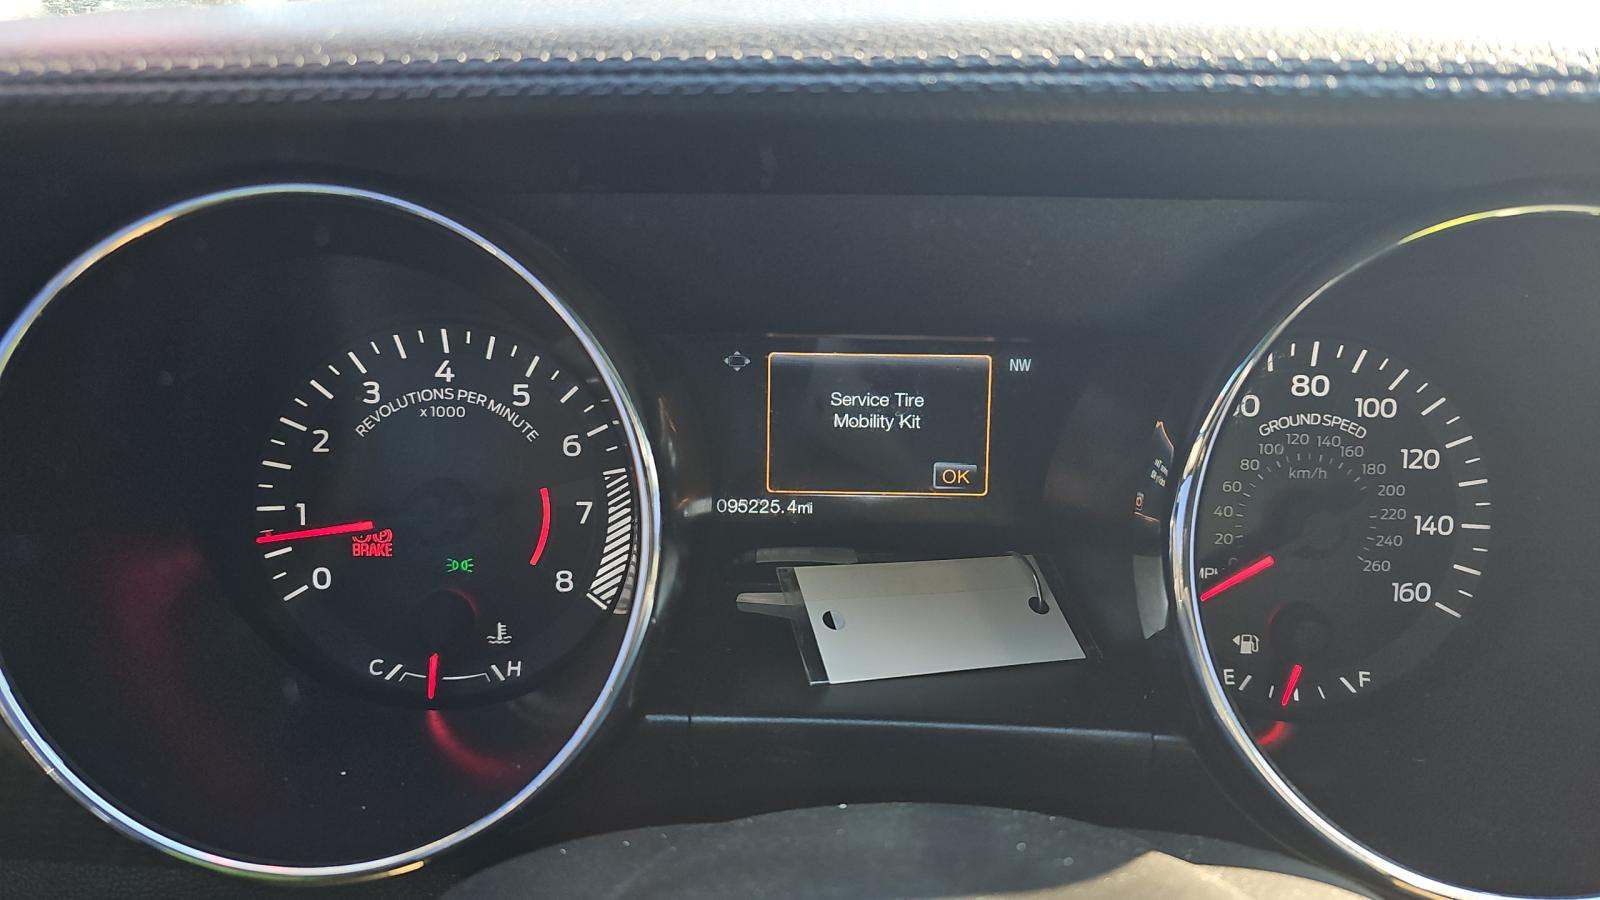 0
1
2
3
4
5
6
7
8
REVOLUTIONS PER MINUTE
x 1000
BRAKE
C
H
Service Tire
Mobility Kit
OK
NW
095225.4mi
80
100
120
140
160
GROUND SPEED
20
40
60
80
100
120
140
160
180
200
220
240
260
km/h
E
F